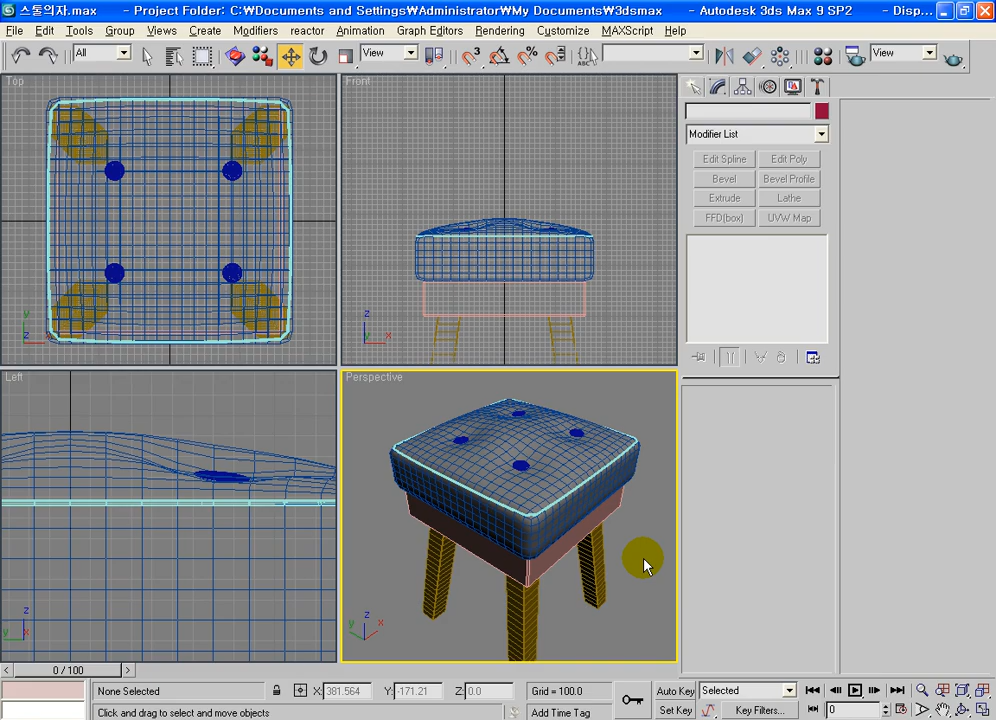 스툴의자.max - Project Folder: C:₩Documents and Settings₩Administrator₩My Documents₩3dsmax - Autodesk 3ds Max 9 SP2 - Disp...
File Edit Tools Group Views Create Modifiers reactor Animation Graph Editors Rendering Customize MAXScript Help
All View View
Top
Front
Modifier List
Edit Spline Edit Poly
Bevel Bevel Profile
Extrude Lathe
FFD(box) UVW Map
y
z
x
z
y
x
Left
Perspective
z
y
x
z
y
x
< 0 / 100 >
None Selected X: 381.564 Y: -171.21 Z: 0.0 Grid = 100.0 Auto Key Selected
Click and drag to select and move objects Add Time Tag Set Key Key Filters... 0